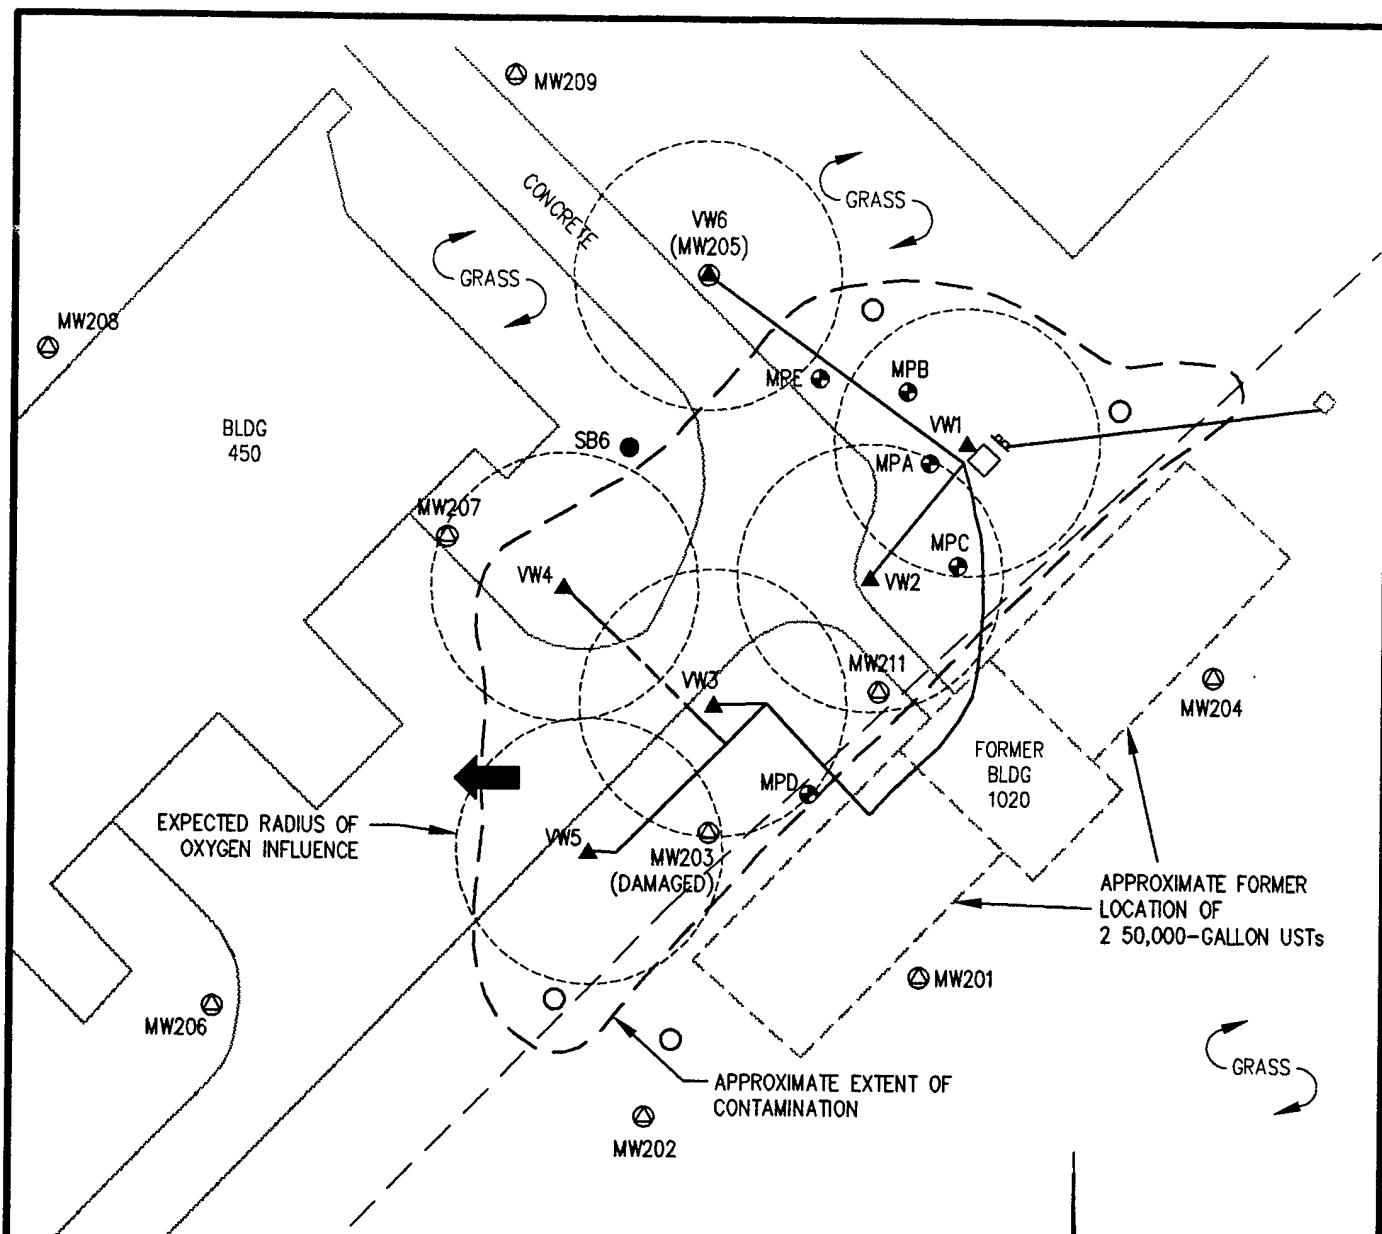 MW209
CONCRETE
VW6
(MW205)
GRASS
GRASS
MW208
BLDG
450
MPE
MPB
VW1
SB6
MPA
MW207
VW4
MPC
VW2
VW3
MW211
MW204
FORMER
BLDG
1020
MPD
EXPECTED RADIUS OF
OXYGEN INFLUENCE
VW5
MW203
(DAMAGED)
APPROXIMATE FORMER
LOCATION OF
2 50,000-GALLON USTs
MW201
MW206
GRASS
APPROXIMATE EXTENT OF
CONTAMINATION
MW202